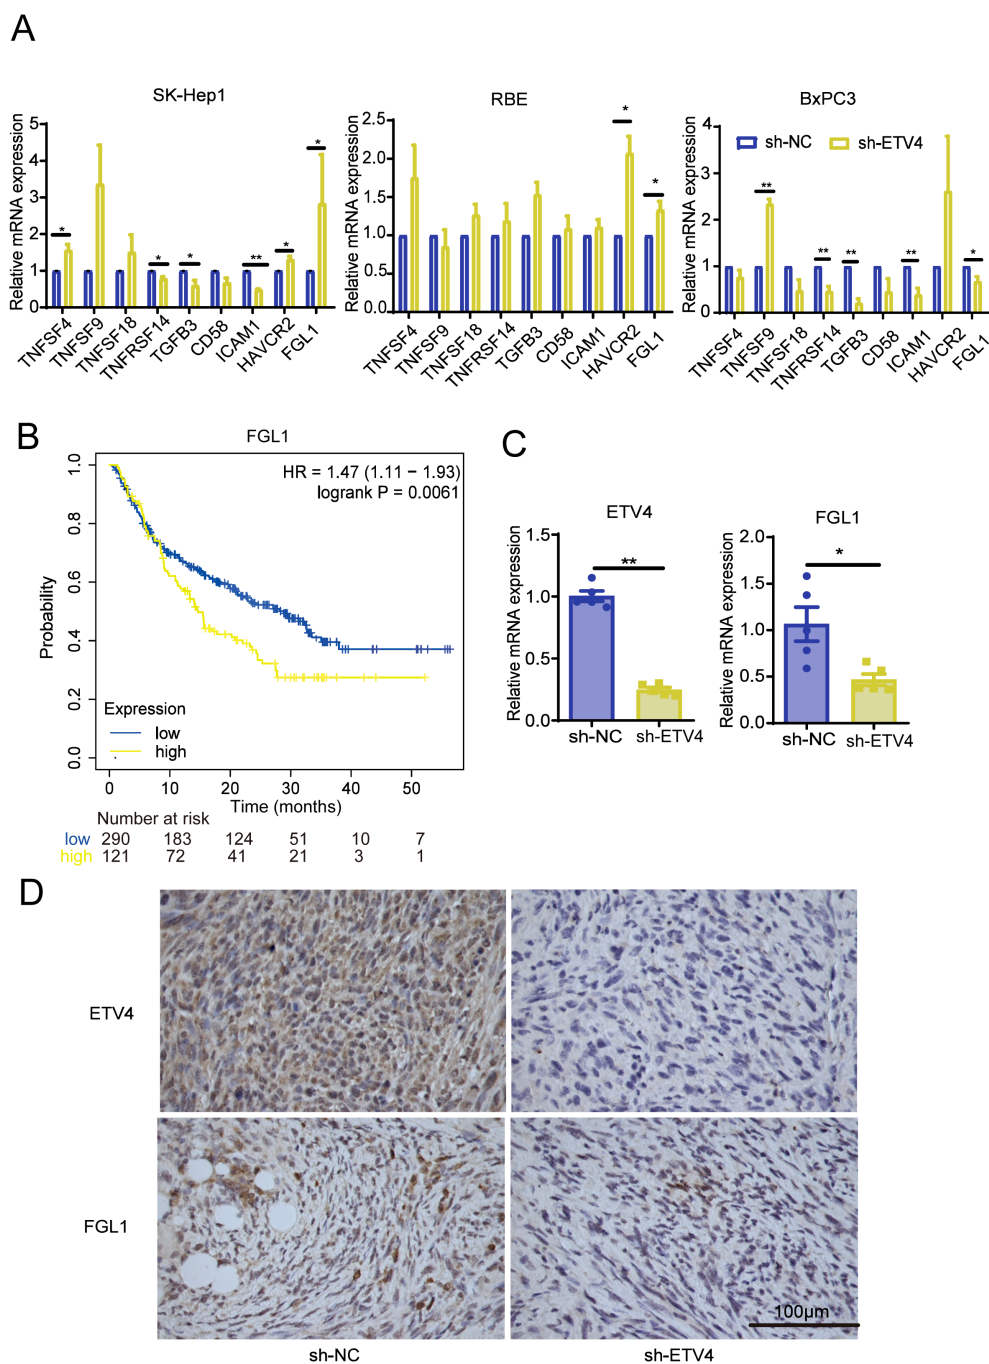 A
SK-Hep1
Relative mRNA expression
5
4
3
2
1
0
*
*
*
**
*
*
TNFSF4
TNFSF9
TNFSF18
TNFRSF14
TGFB3
CD58
ICAM1
HAVCR2
FGL1
RBE
Relative mRNA expression
2.5
2.0
1.5
1.0
0.5
0.0
*
*
TNFSF4
TNFSF9
TNFSF18
TNFRSF14
TGFB3
CD58
ICAM1
HAVCR2
FGL1
BxPC3
sh-NC sh-ETV4
Relative mRNA expression
4
3
2
1
0
**
**
**
**
*
TNFSF4
TNFSF9
TNFSF18
TNFRSF14
TGFB3
CD58
ICAM1
HAVCR2
FGL1
B
FGL1
HR = 1.47 (1.11 − 1.93)
logrank P = 0.0061
Probability
1.0
0.8
0.6
0.4
0.2
0.0
Expression
low
high
0 10 20 30 40 50
Time (months)
Number at risk
low 290 183 124 51 10 7
high 121 72 41 21 3 1
C
ETV4
Relative mRNA expression
1.5
1.0
0.5
0.0
**
sh-NC sh-ETV4
FGL1
Relative mRNA expression
2.0
1.5
1.0
0.5
0.0
*
sh-NC sh-ETV4
D
ETV4
FGL1
100μm
sh-NC sh-ETV4